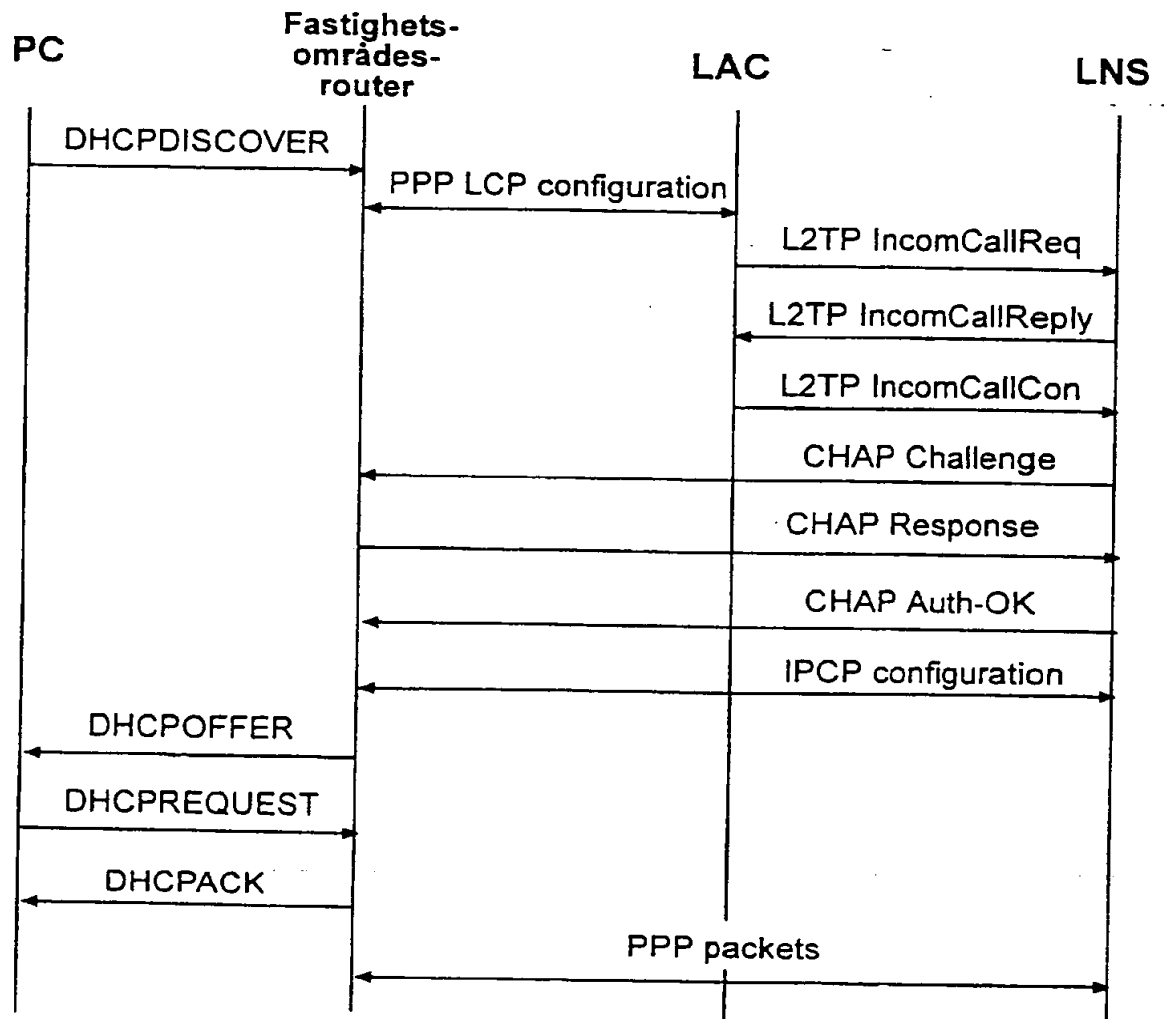 PC
Fastighets-
områdes-
router
LAC
LNS
DHCPDISCOVER
PPP LCP configuration
L2TP IncomCallReq
L2TP IncomCallReply
L2TP IncomCallCon
CHAP Challenge
CHAP Response
CHAP Auth-OK
IPCP configuration
DHCPOFFER
DHCPREQUEST
DHCPACK
PPP packets